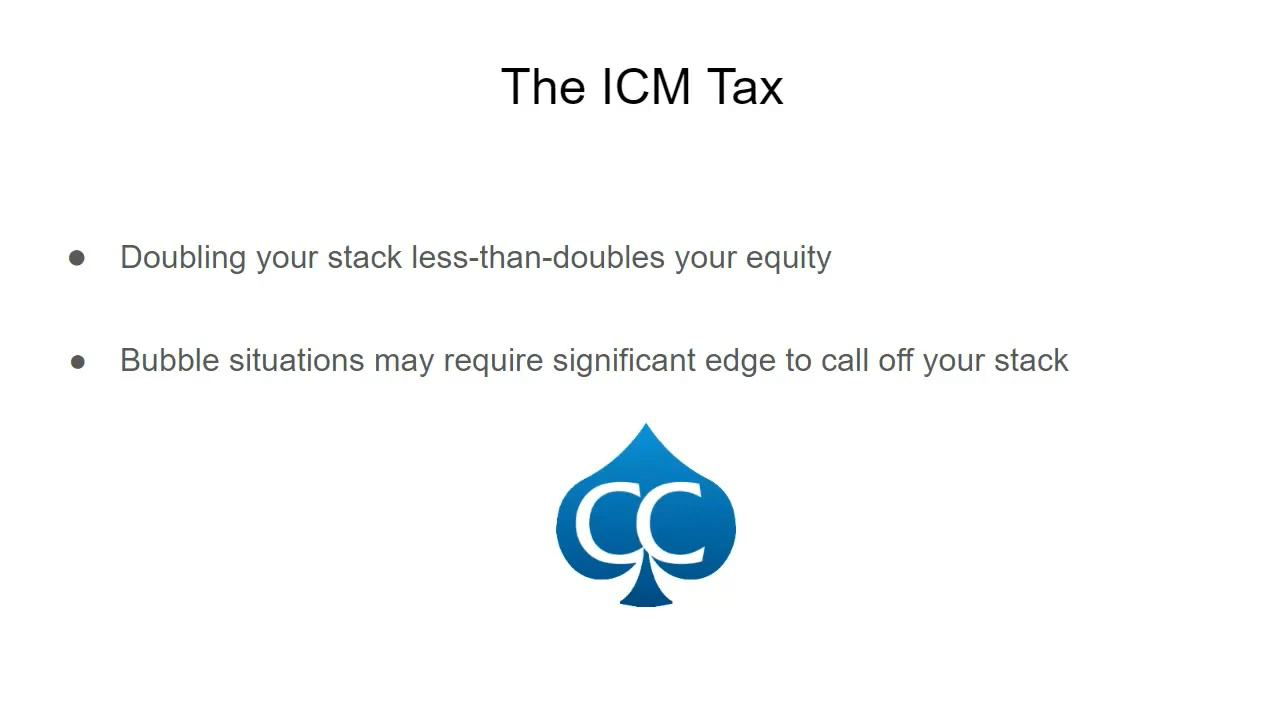 The ICM Tax
● Doubling your stack less-than-doubles your equity
● Bubble situations may require significant edge to call off your stack
CC